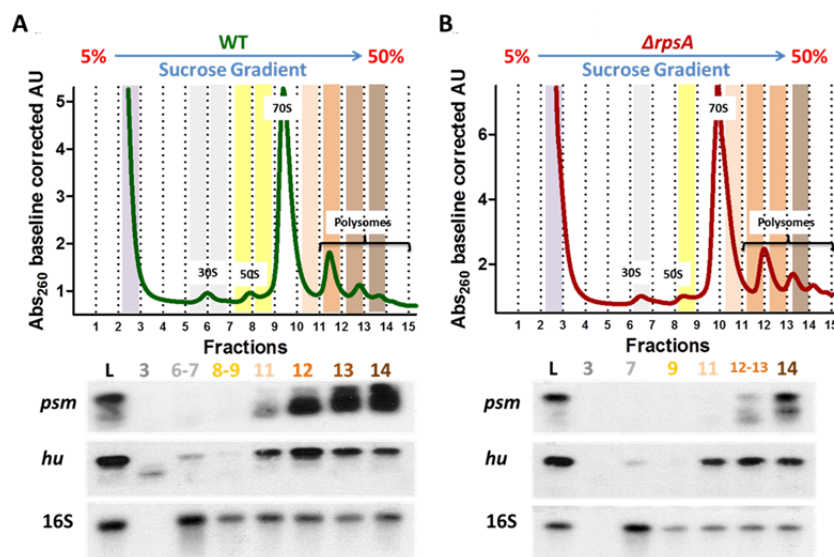 A
WT
5% 50%
Sucrose Gradient
Abs260 baseline corrected AU
5
4
3
2
1
70S
30S
50S
Polysomes
1 2 3 4 5 6 7 8 9 10 11 12 13 14 15
Fractions
L 3 6-7 8-9 11 12 13 14
psm
hu
16S
B
ΔrpsA
5% 50%
Sucrose Gradient
Abs260 baseline corrected AU
6
4
2
70S
30S
50S
Polysomes
1 2 3 4 5 6 7 8 9 10 11 12 13 14 15
Fractions
L 3 7 9 11 12-13 14
psm
hu
16S